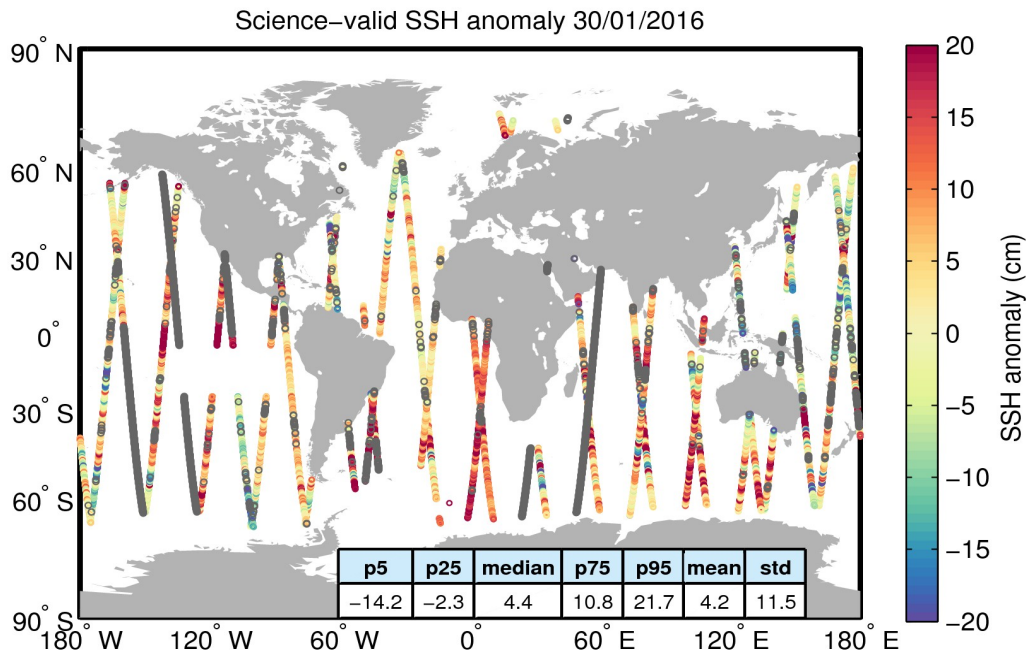 Science−valid SSH anomaly 30/01/2016
90° N
60° N
30° N
0°
30° S
60° S
90° S
180° W
120° W
60° W
0°
60° E
120° E
180° E
p5 p25 median p75 p95 mean std
−14.2 −2.3 4.4 10.8 21.7 4.2 11.5
20
15
10
5
0
−5
−10
−15
−20
SSH anomaly (cm)